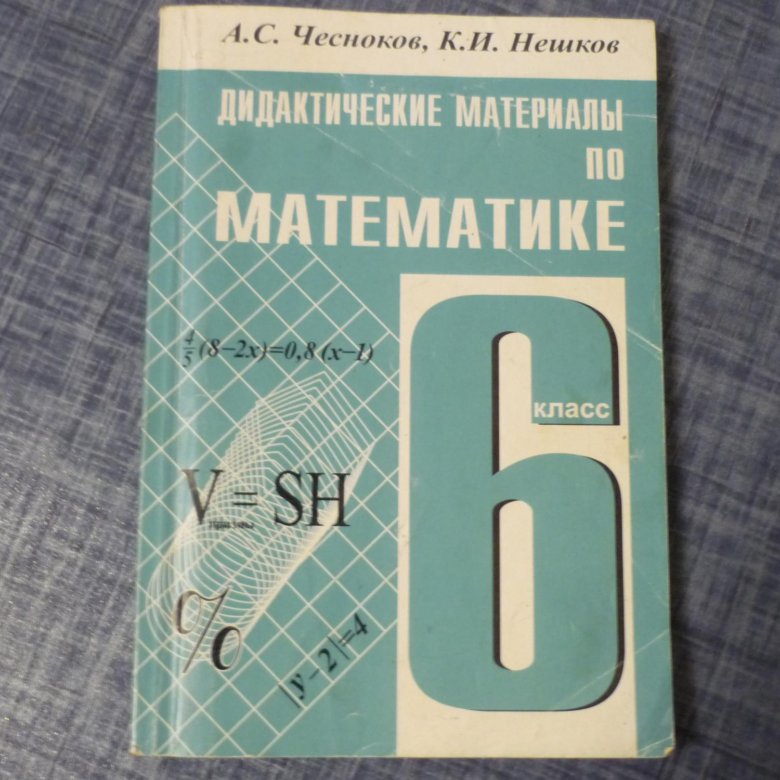 А.С. Чесноков, К.И. Нешков
ДИДАКТИЧЕСКИЕ МАТЕРИАЛЫ
ПО
МАТЕМАТИКЕ
6
класс
4/5(8–2x)=0,8(x–1)
V = SH
%
|y–2|=4